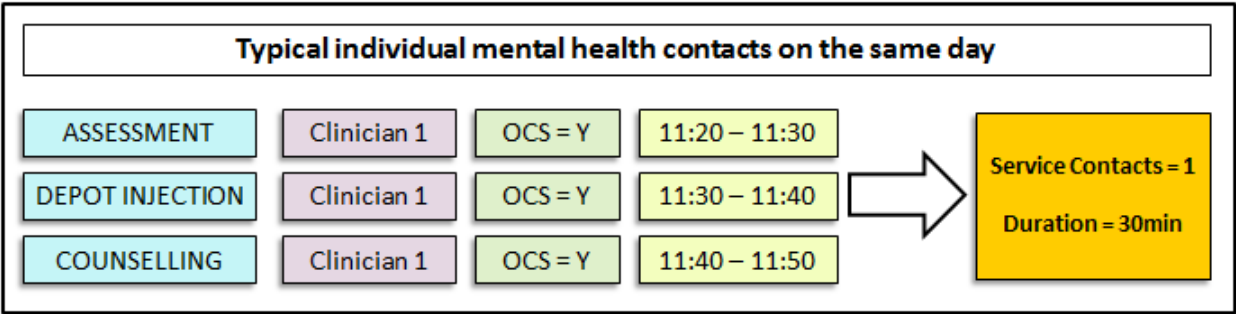 Typical individual mental health contacts on the same day
ASSESSMENT Clinician 1 OCS = Y 11:20 – 11:30
DEPOT INJECTION Clinician 1 OCS = Y 11:30 – 11:40
COUNSELLING Clinician 1 OCS = Y 11:40 – 11:50
Service Contacts = 1
Duration = 30min